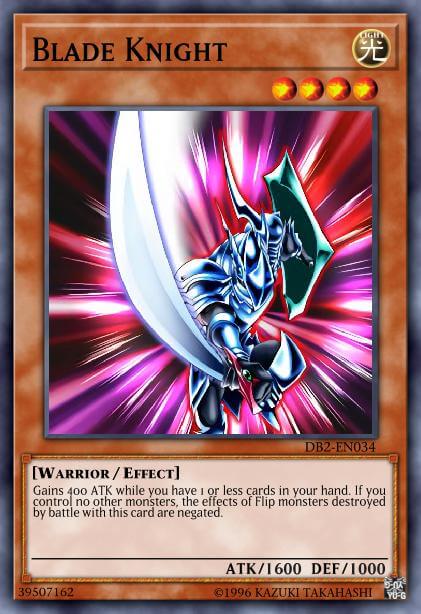 BLADE KNIGHT
LIGHT
光
DB2-EN034
[WARRIOR / EFFECT]
Gains 400 ATK while you have 1 or less cards in your hand. If you
control no other monsters, the effects of Flip monsters destroyed
by battle with this card are negated.
ATK/1600 DEF/1000
39507162
©1996 KAZUKI TAKAHASHI